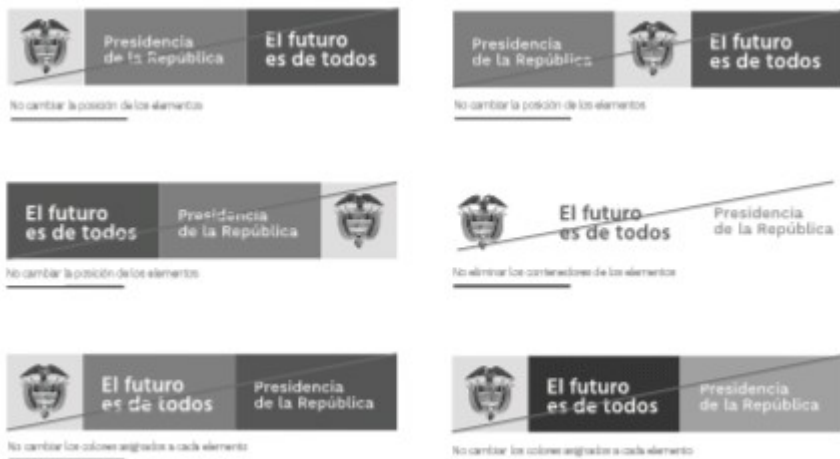 Presidencia
de la República
El futuro
es de todos
No cambiar la posición de los elementos
Presidencia
de la República
El futuro
es de todos
No cambiar la posición de los elementos
El futuro
es de todos
Presidencia
de la República
No cambiar la posición de los elementos
El futuro
es de todos
Presidencia
de la República
No eliminar los contenedores de los elementos
El futuro
es de todos
Presidencia
de la República
No cambiar los colores asignados a cada elemento
El futuro
es de todos
Presidencia
de la República
No cambiar los colores asignados a cada elemento